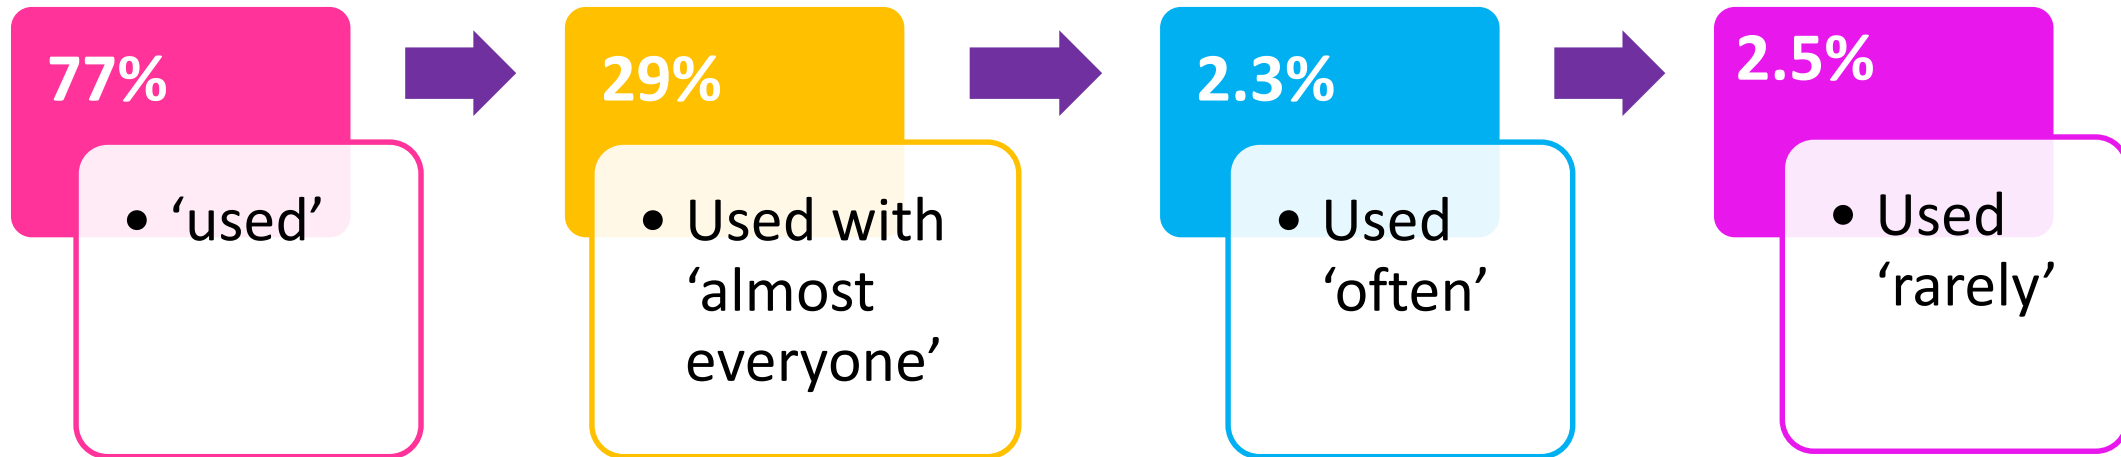 77%
• ‘used’
29%
• Used with
‘almost
everyone’
2.3%
• Used
‘often’
2.5%
• Used
‘rarely’